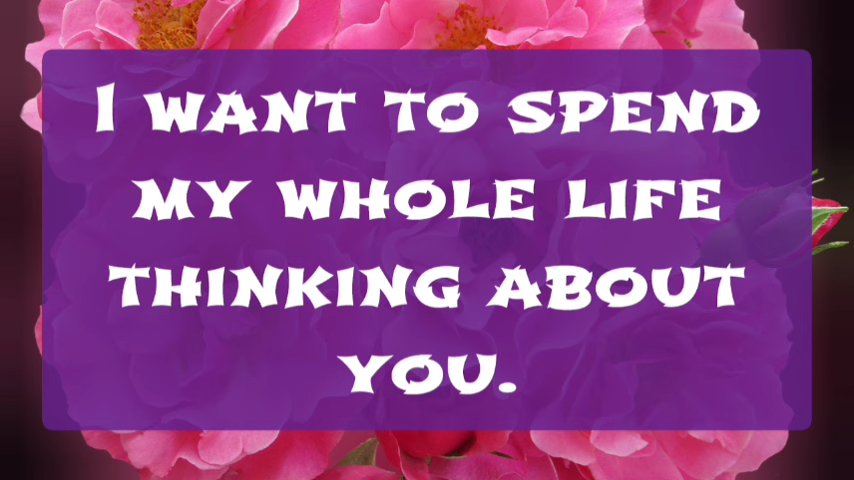 I WANT TO SPEND
MY WHOLE LIFE
THINKING ABOUT
YOU.